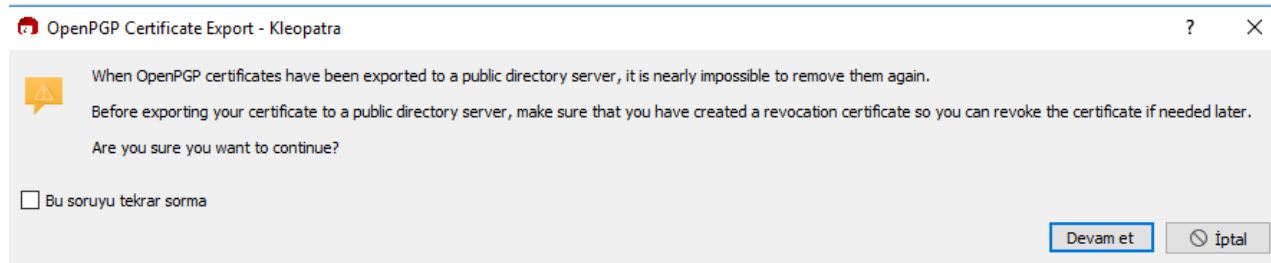 OpenPGP Certificate Export - Kleopatra
?
When OpenPGP certificates have been exported to a public directory server, it is nearly impossible to remove them again.
Before exporting your certificate to a public directory server, make sure that you have created a revocation certificate so you can revoke the certificate if needed later.
Are you sure you want to continue?
Bu soruyu tekrar sorma
Devam et
İptal